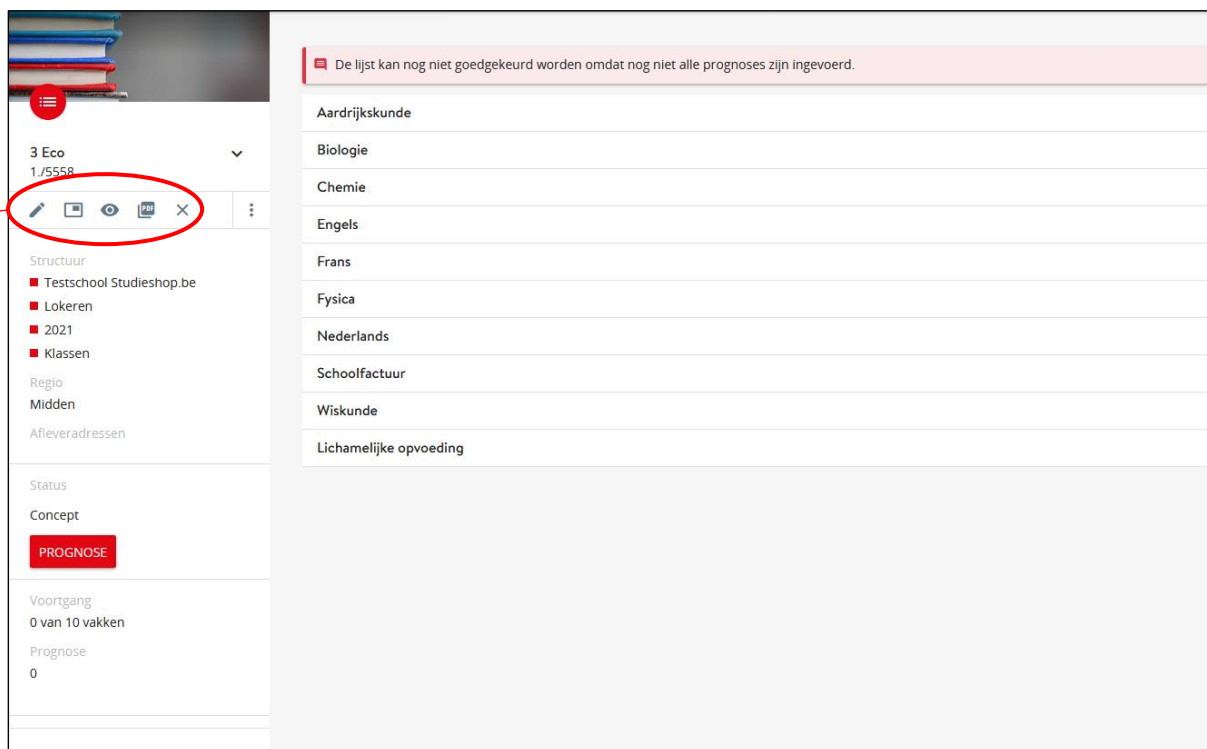 3 Eco
1./5558
PDF
Structuur
Testschool Studieshop.be
Lokeren
2021
Klassen
Regio
Midden
Afleveradressen
Status
Concept
PROGNOSE
Voortgang
0 van 10 vakken
Prognose
0
De lijst kan nog niet goedgekeurd worden omdat nog niet alle prognoses zijn ingevoerd.
Aardrijkskunde
Biologie
Chemie
Engels
Frans
Fysica
Nederlands
Schoolfactuur
Wiskunde
Lichamelijke opvoeding